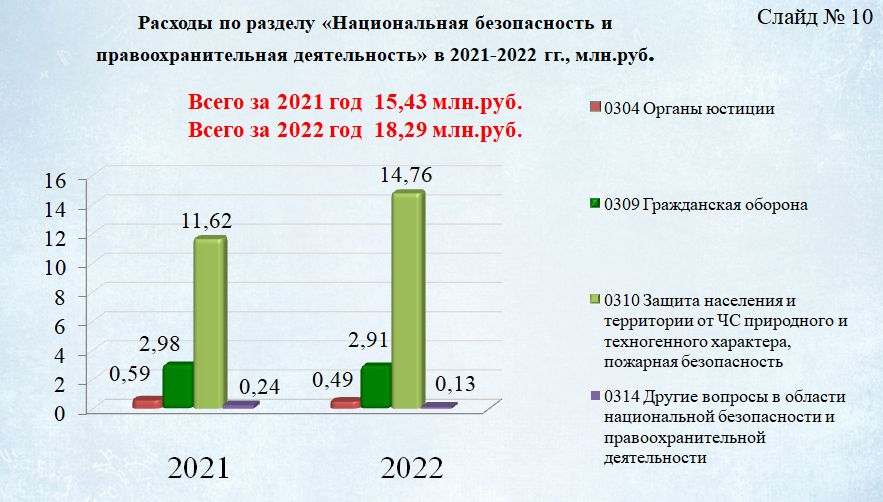 Слайд № 10
Расходы по разделу «Национальная безопасность и
правоохранительная деятельность» в 2021-2022 гг., млн.руб.
Всего за 2021 год 15,43 млн.руб.
Всего за 2022 год 18,29 млн.руб.
16
14
12
10
8
6
4
2
0
0,59
2,98
11,62
0,24
0,49
2,91
14,76
0,13
2021
2022
0304 Органы юстиции
0309 Гражданская оборона
0310 Защита населения и
территории от ЧС природного и
техногенного характера,
пожарная безопасность
0314 Другие вопросы в области
национальной безопасности и
правоохранительной
деятельности